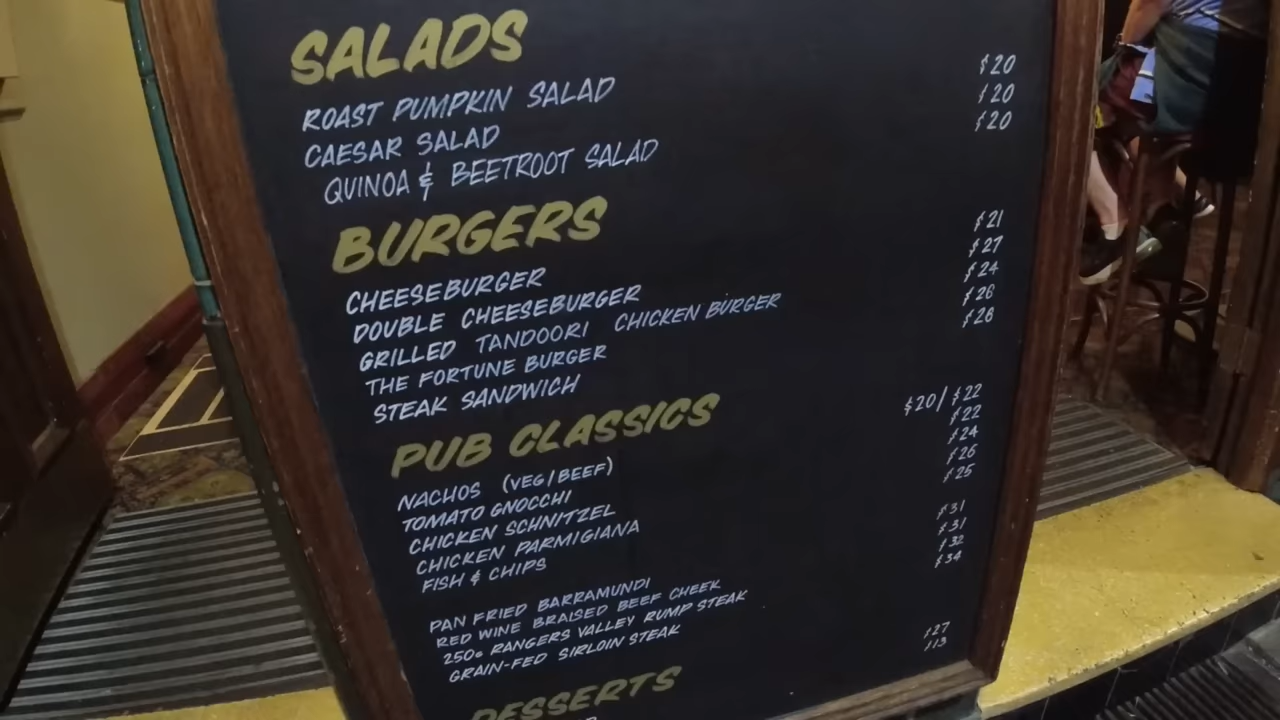 SALADS
ROAST PUMPKIN SALAD $20
CAESAR SALAD $20
QUINOA & BEETROOT SALAD $20
BURGERS
CHEESEBURGER $21
DOUBLE CHEESEBURGER $27
GRILLED TANDOORI CHICKEN BURGER $24
THE FORTUNE BURGER $26
STEAK SANDWICH $28
PUB CLASSICS
NACHOS (VEG/BEEF) $20/$22
TOMATO GNOCCHI $22
CHICKEN SCHNITZEL $24
CHICKEN PARMIGIANA $26
FISH & CHIPS $25
PAN FRIED BARRAMUNDI $31
RED WINE BRAISED BEEF CHEEK $31
250G RANGERS VALLEY RUMP STEAK $32
GRAIN-FED SIRLOIN STEAK $34
DESSERTS
$27
$13